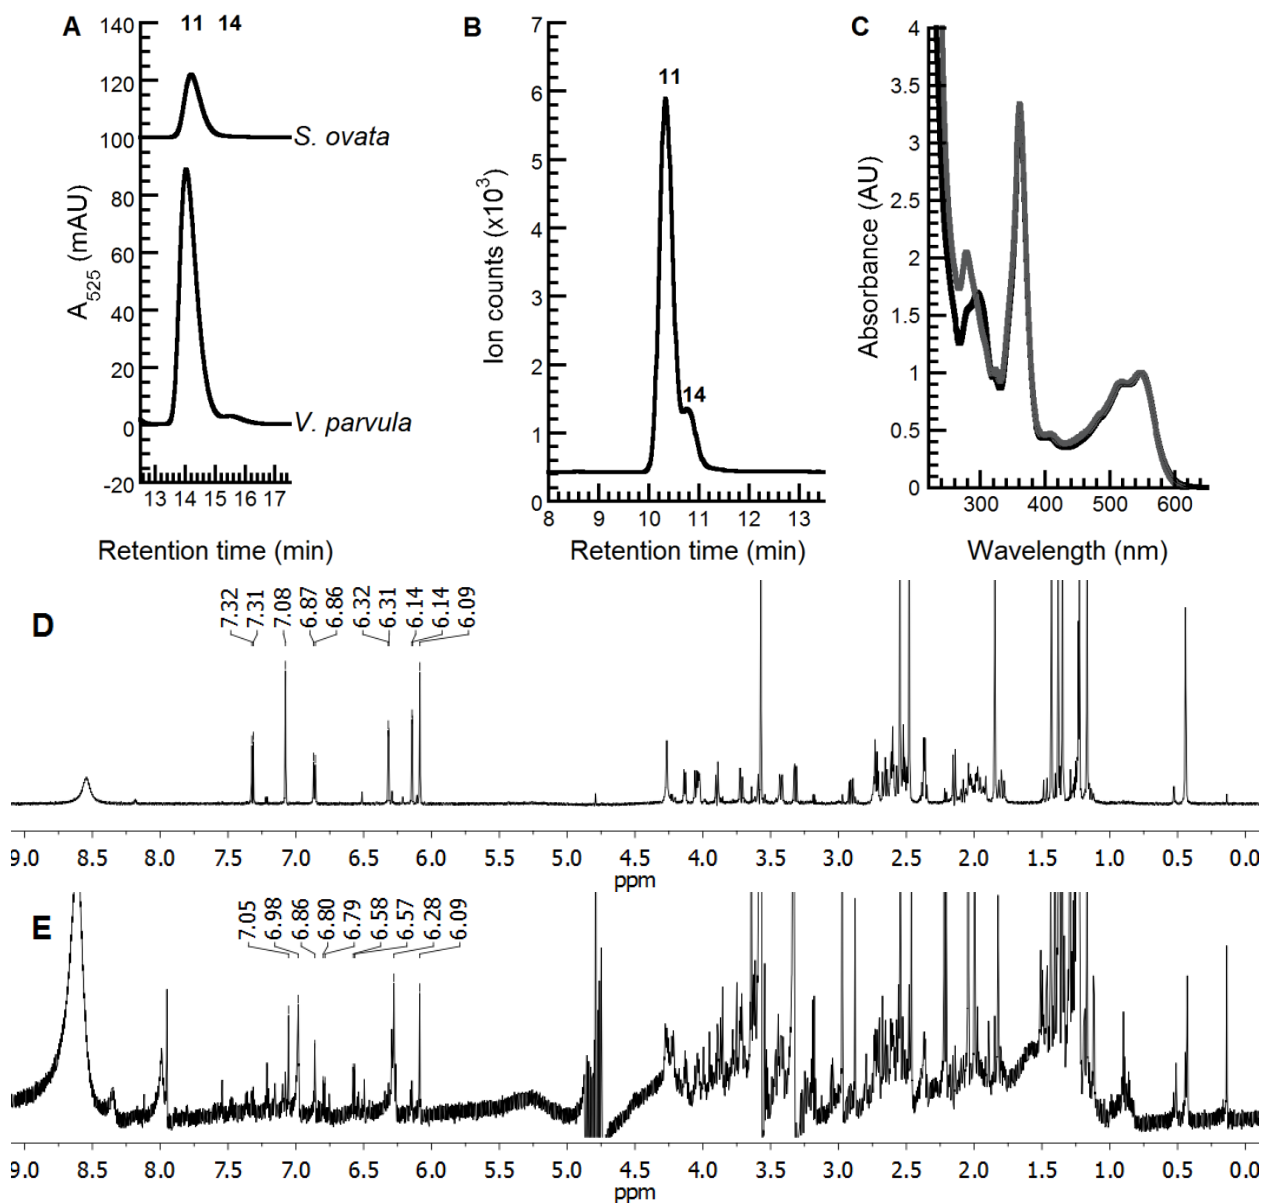 A
11 14
140
120
100
80
60
40
20
0
-20
A525 (mAU)
S. ovata
V. parvula
13 14 15 16 17
Retention time (min)
B
7
6
5
4
3
2
1
0
Ion counts (x10³)
11
14
8 9 10 11 12 13
Retention time (min)
C
4
3.5
3
2.5
2
1.5
1
0.5
0
Absorbance (AU)
300 400 500 600
Wavelength (nm)
D
7.32 7.31 7.08 6.87 6.86 6.32 6.31 6.14 6.14 6.09
9.0 8.5 8.0 7.5 7.0 6.5 6.0 5.5 5.0 4.5 4.0 3.5 3.0 2.5 2.0 1.5 1.0 0.5 0.0
ppm
E
7.05 6.98 6.86 6.80 6.79 6.58 6.57 6.28 6.09
9.0 8.5 8.0 7.5 7.0 6.5 6.0 5.5 5.0 4.5 4.0 3.5 3.0 2.5 2.0 1.5 1.0 0.5 0.0
ppm